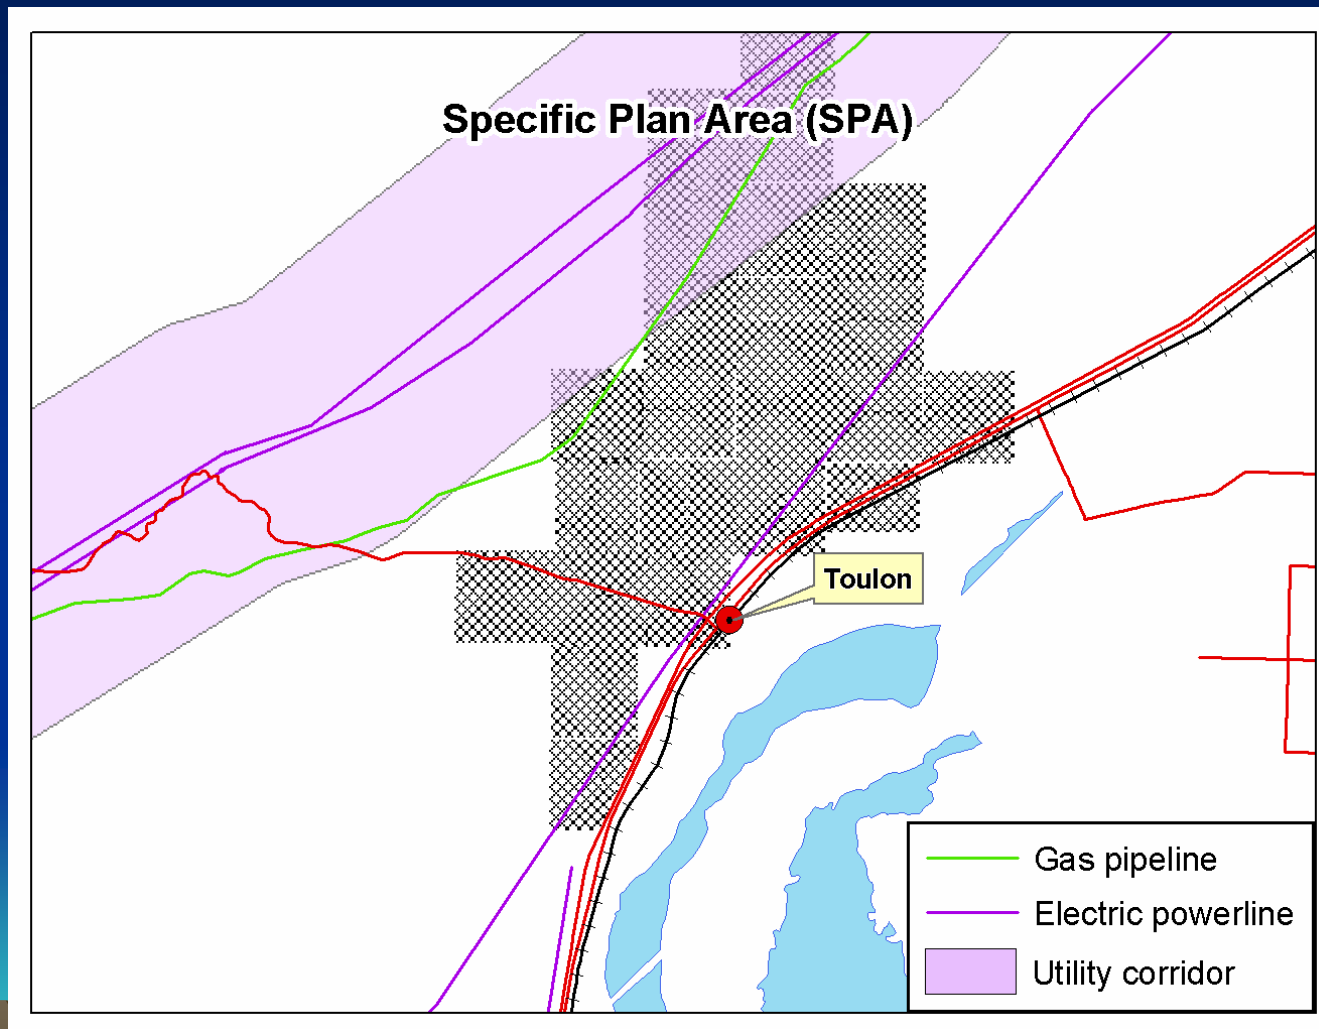 Specific Plan Area (SPA)
Toulon
Gas pipeline
Electric powerline
Utility corridor